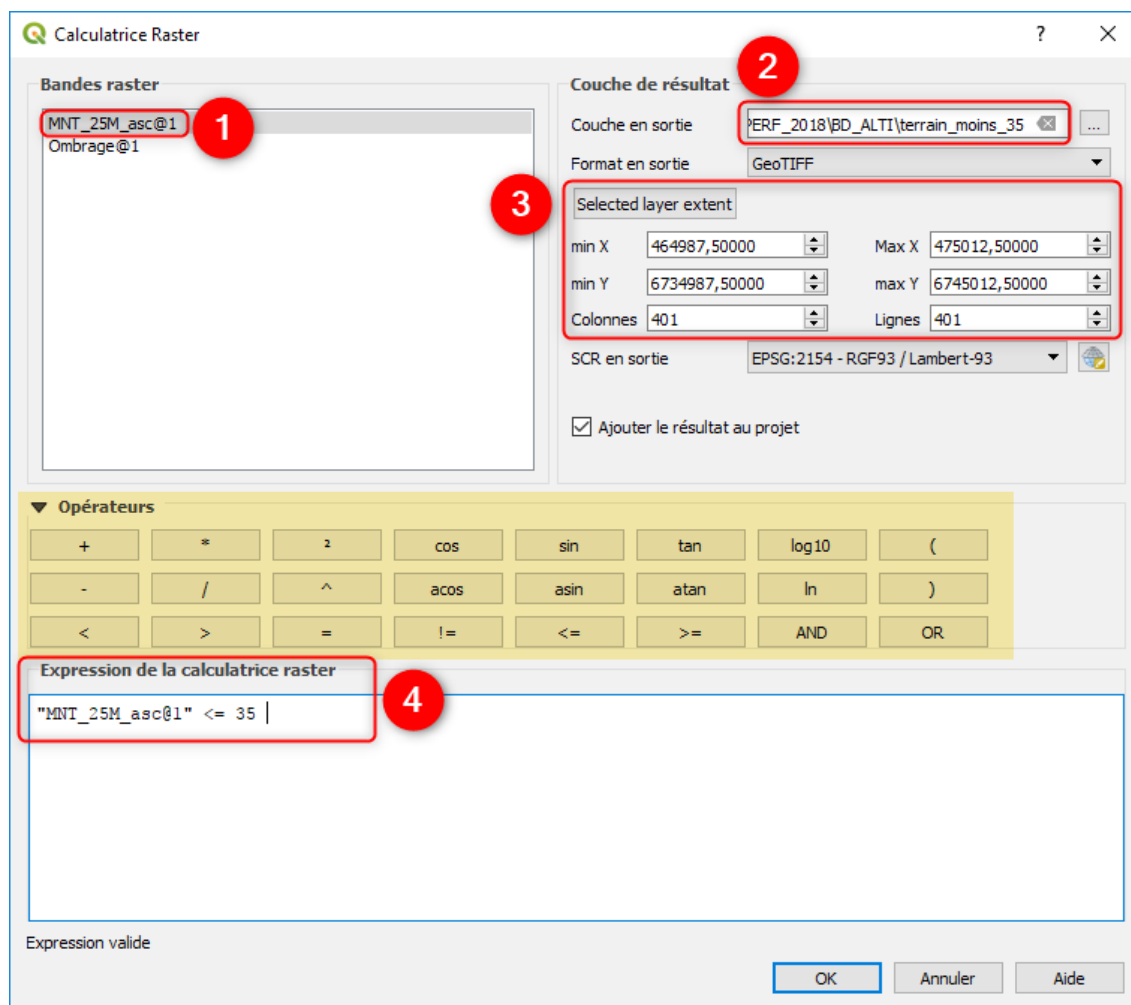 Calculatrice Raster
?
Bandes raster
MNT_25M_asc@1
Ombrage@1
1
Couche de résultat
2
Couche en sortie PERF_2018\BD_ALTI\terrain_moins_35 ...
Format en sortie GeoTIFF
3
Selected layer extent
min X 464987,50000 Max X 475012,50000
min Y 6734987,50000 max Y 6745012,50000
Colonnes 401 Lignes 401
SCR en sortie EPSG:2154 - RGF93 / Lambert-93
Ajouter le résultat au projet
Opérateurs
+ * ² cos sin tan log10 (
- / ^ acos asin atan ln )
< > = != <= >= AND OR
Expression de la calculatrice raster
4
"MNT_25M_asc@1" <= 35
Expression valide
OK Annuler Aide